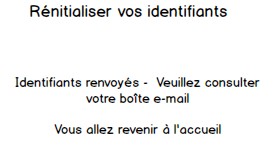 Rénitialiser vos identifiants
Identifiants renvoyés - Veuillez consulter
votre boîte e-mail
Vous allez revenir à l'accueil